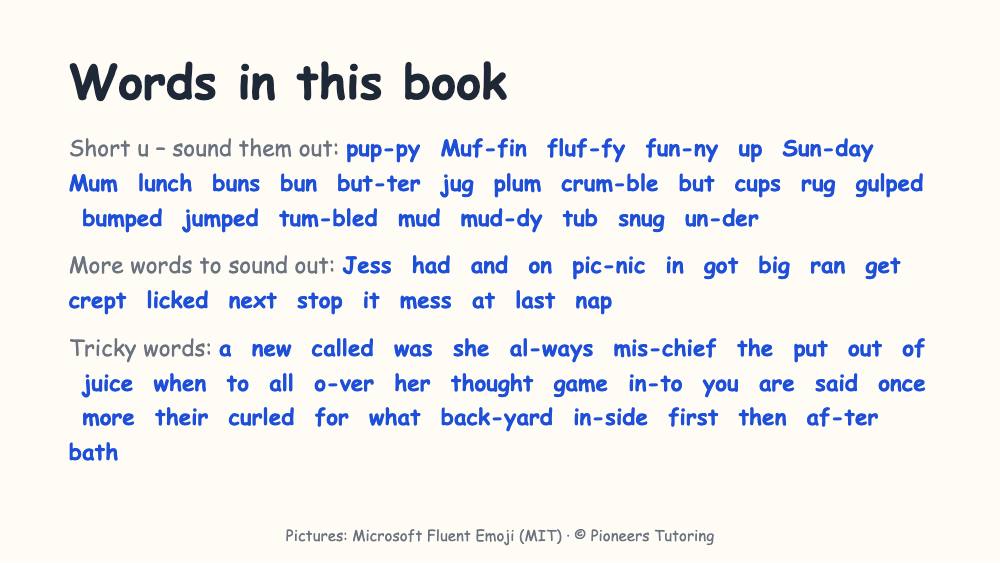 Words in this book
Short u – sound them out: pup-py Muf-fin fluf-fy fun-ny up Sun-day
Mum lunch buns bun but-ter jug plum crum-ble but cups rug gulped
bumped jumped tum-bled mud mud-dy tub snug un-der
More words to sound out: Jess had and on pic-nic in got big ran get
crept licked next stop it mess at last nap
Tricky words: a new called was she al-ways mis-chief the put out of
juice when to all o-ver her thought game in-to you are said once
more their curled for what back-yard in-side first then af-ter
bath
Pictures: Microsoft Fluent Emoji (MIT) · © Pioneers Tutoring